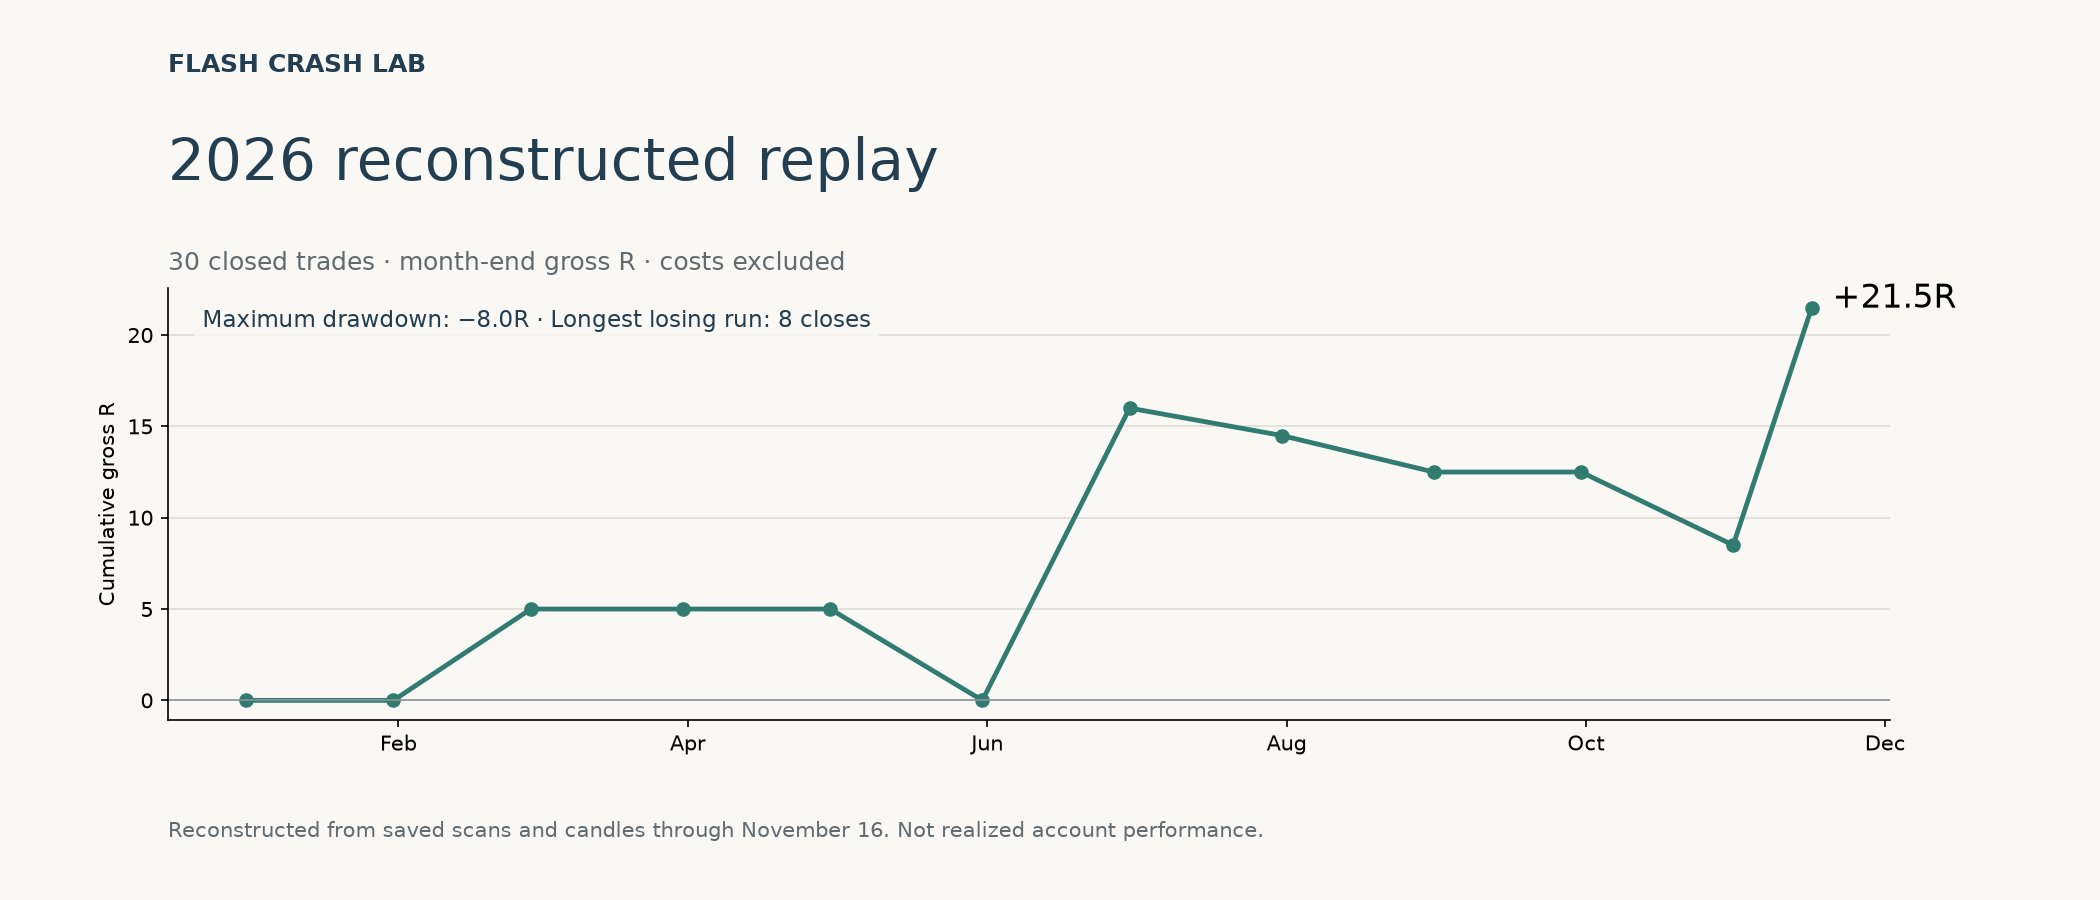 FLASH CRASH LAB
2026 reconstructed replay
30 closed trades · month-end gross R · costs excluded
+21.5R
Maximum drawdown: −8.0R · Longest losing run: 8 closes
Cumulative gross R
20
15
10
5
0
Feb
Apr
Jun
Aug
Oct
Dec
Reconstructed from saved scans and candles through November 16. Not realized account performance.